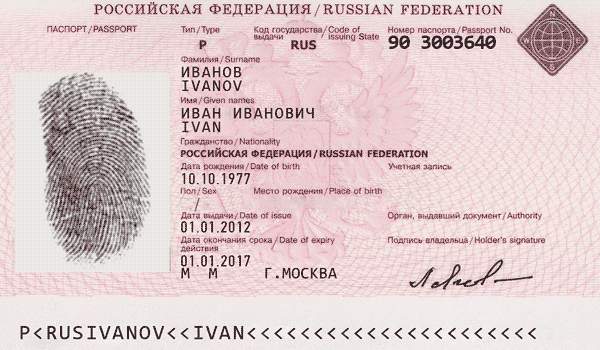 РОССИЙСКАЯ ФЕДЕРАЦИЯ/RUSSIAN FEDERATION
ПАСПОРТ/PASSPORT Тип/Type Код государства/Code of Номер паспорта/Passport No.
выдачи issuing State
P RUS 90 3003640
Фамилия/Surname
ИВАНОВ
IVANOV
Имя/Given names
ИВАН ИВАНОВИЧ
IVAN
Гражданство/Nationality
РОССИЙСКАЯ ФЕДЕРАЦИЯ/RUSSIAN FEDERATION
Дата рождения/Date of birth Учетная запись
10.10.1977
Пол/Sex Место рождения/Place of birth
/
Дата выдачи/Date of issue Орган, выдавший документ/Authority
01.01.2012
Дата окончания срока/Date of expiry Подпись владельца/Holder's signature
действия
01.01.2017
М M Г.МОСКВА
P<RUSIVANOV<<IVAN<<<<<<<<<<<<<<<<<<<<<<